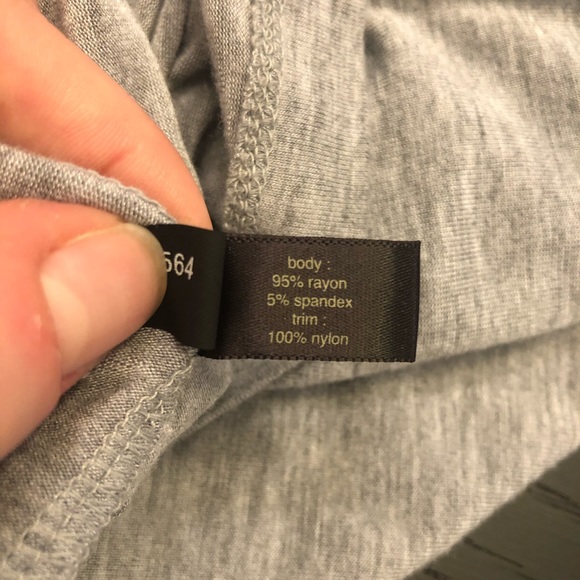 564
body :
95% rayon
5% spandex
trim :
100% nylon